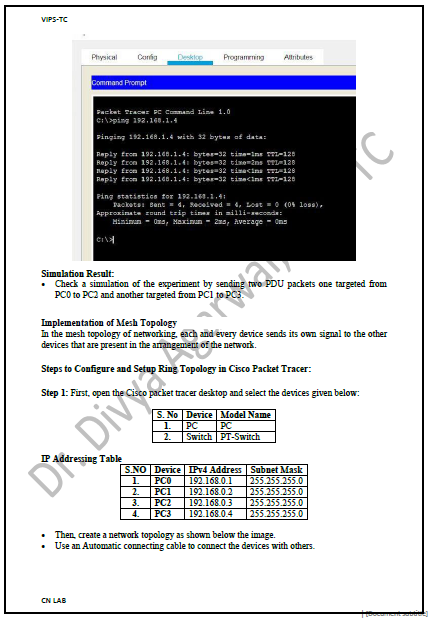 VIPS-TC
Physical Config Desktop Programming Attributes
Command Prompt
Packet Tracer PC Command Line 1.0
C:\>ping 192.168.1.4
Pinging 192.168.1.4 with 32 bytes of data:
Reply from 192.168.1.4: bytes=32 time=1ms TTL=128
Reply from 192.168.1.4: bytes=32 time=2ms TTL=128
Reply from 192.168.1.4: bytes=32 time<1ms TTL=128
Reply from 192.168.1.4: bytes=32 time<1ms TTL=128
Ping statistics for 192.168.1.4:
Packets: Sent = 4, Received = 4, Lost = 0 (0% loss),
Approximate round trip times in milli-seconds:
Minimum = 0ms, Maximum = 2ms, Average = 0ms
C:\>
Simulation Result:
• Check a simulation of the experiment by sending two PDU packets one targeted from
PC0 to PC2 and another targeted from PC1 to PC3.
Implementation of Mesh Topology
In the mesh topology of networking, each and every device sends its own signal to the other
devices that are present in the arrangement of the network.
Steps to Configure and Setup Ring Topology in Cisco Packet Tracer:
Step 1: First, open the Cisco packet tracer desktop and select the devices given below:
S. No Device Model Name
1. PC PC
2. Switch PT-Switch
IP Addressing Table
S.NO Device IPv4 Address Subnet Mask
1. PC0 192.168.0.1 255.255.255.0
2. PC1 192.168.0.2 255.255.255.0
3. PC2 192.168.0.3 255.255.255.0
4. PC3 192.168.0.4 255.255.255.0
• Then, create a network topology as shown below the image.
• Use an Automatic connecting cable to connect the devices with others.
Dr. Divya Agarwal, TC
CN LAB
[Document subtitle]